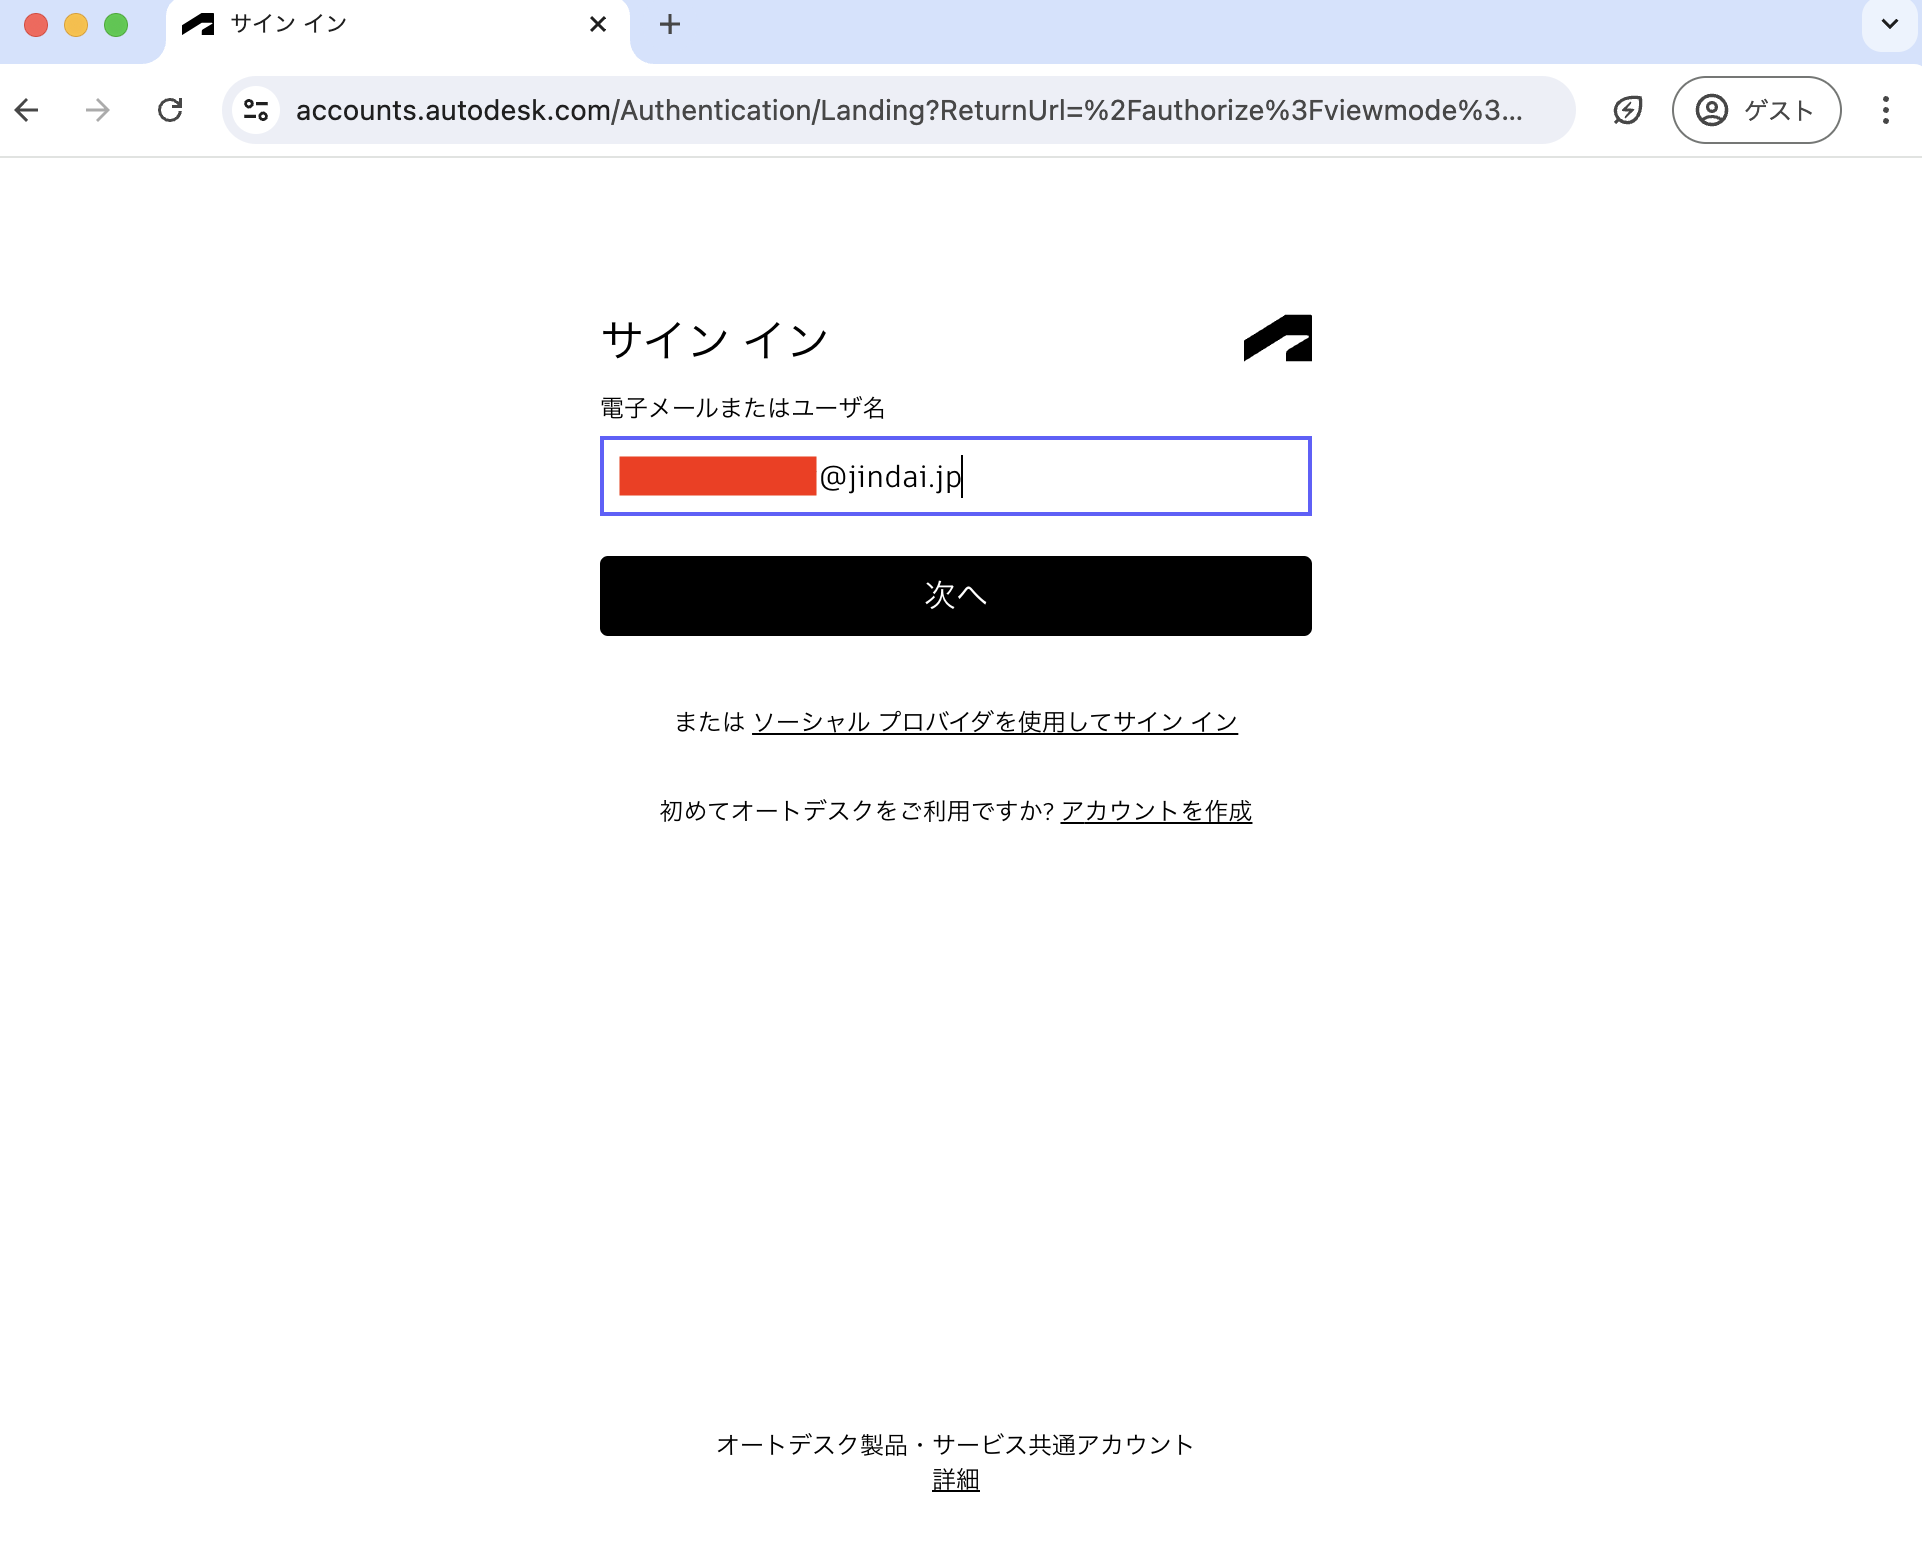 サイン イン
accounts.autodesk.com/Authentication/Landing?ReturnUrl=%2Fauthorize%3Fviewmode%3...
ゲスト
サイン イン
電子メールまたはユーザ名
@jindai.jp
次へ
または ソーシャル プロバイダを使用してサイン イン
初めてオートデスクをご利用ですか? アカウントを作成
オートデスク製品・サービス共通アカウント
詳細